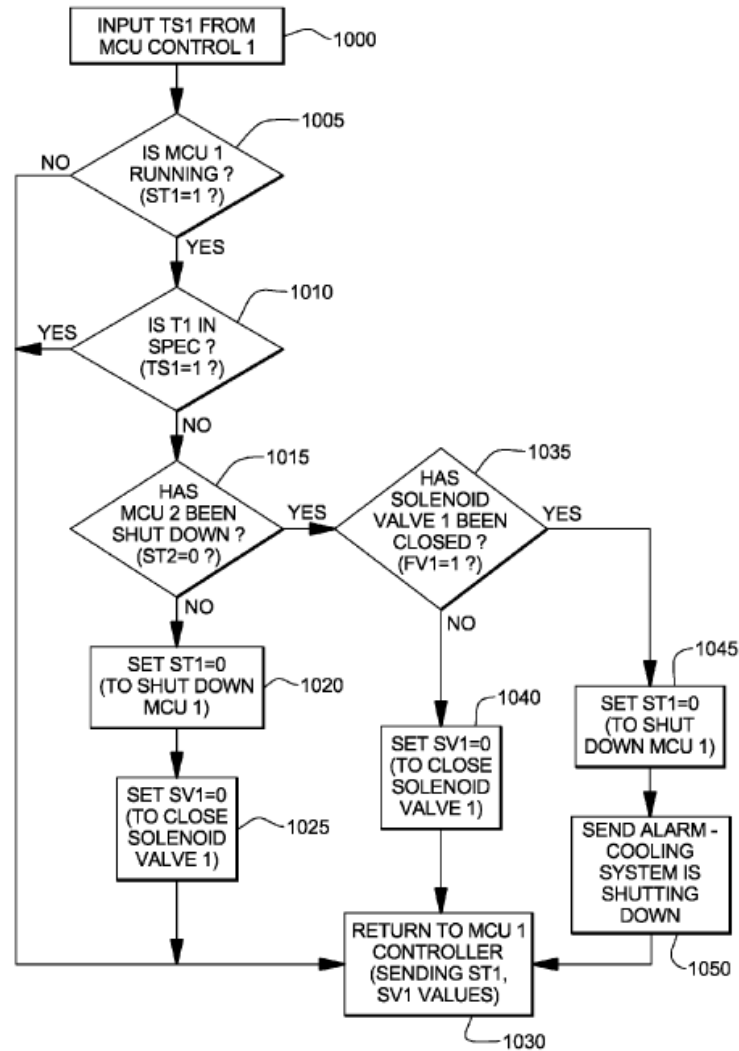 INPUT TS1 FROM
MCU CONTROL 1
1000
IS MCU 1
RUNNING ?
(ST1=1 ?)
1005
NO
YES
IS T1 IN
SPEC ?
(TS1=1 ?)
1010
YES
NO
HAS
MCU 2 BEEN
SHUT DOWN ?
(ST2=0 ?)
1015
YES
NO
HAS
SOLENOID
VALVE 1 BEEN
CLOSED ?
(FV1=1 ?)
1035
YES
NO
SET ST1=0
(TO SHUT DOWN
MCU 1)
1020
SET SV1=0
(TO CLOSE
SOLENOID
VALVE 1)
1025
SET SV1=0
(TO CLOSE
SOLENOID
VALVE 1)
1040
SET ST1=0
(TO SHUT
DOWN MCU 1)
1045
SEND ALARM -
COOLING
SYSTEM IS
SHUTTING
DOWN
1050
RETURN TO MCU 1
CONTROLLER
(SENDING ST1,
SV1 VALUES)
1030